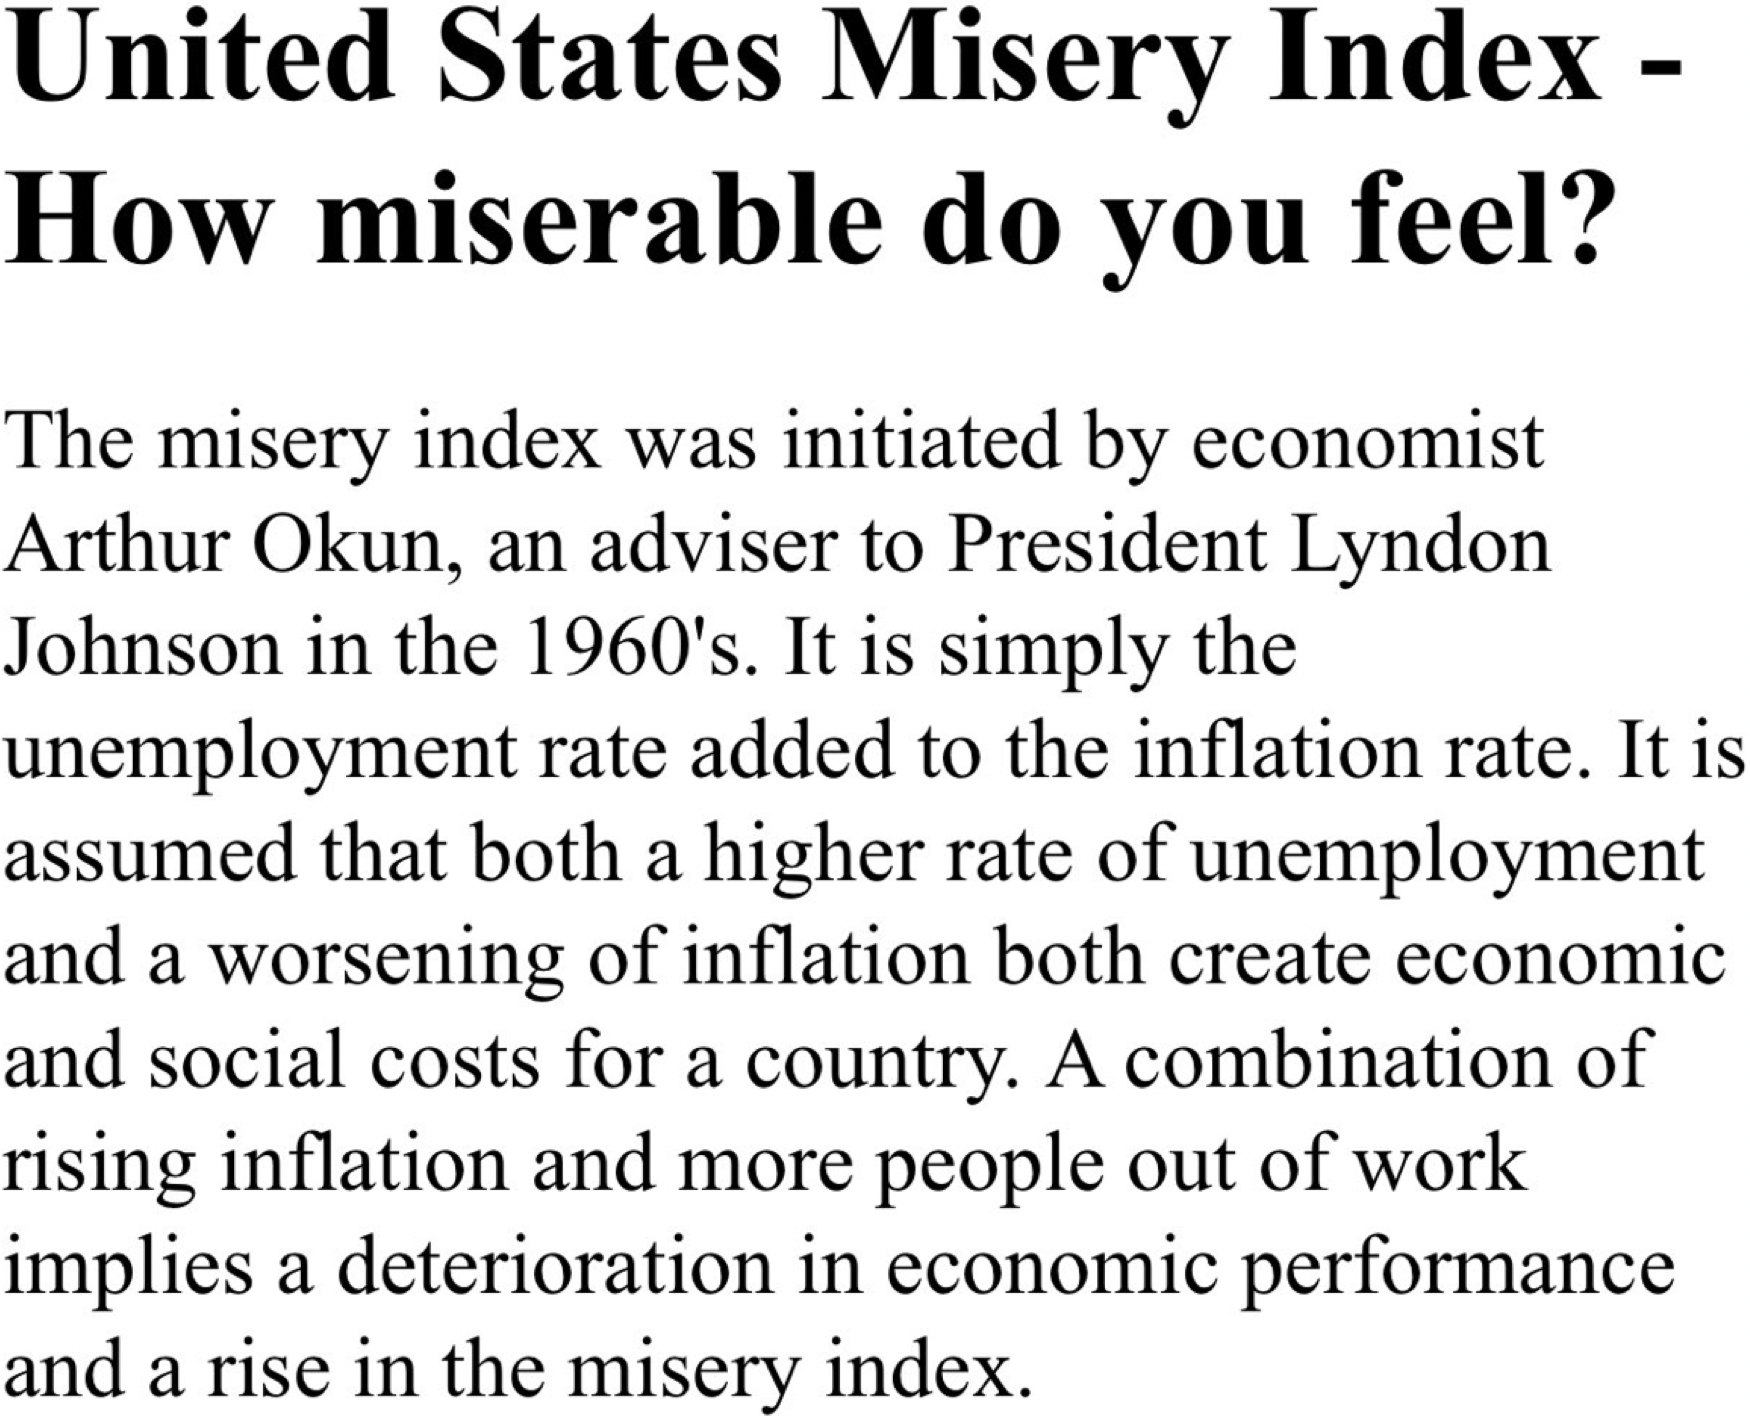 United States Misery Index -
How miserable do you feel?
The misery index was initiated by economist
Arthur Okun, an adviser to President Lyndon
Johnson in the 1960's. It is simply the
unemployment rate added to the inflation rate. It is
assumed that both a higher rate of unemployment
and a worsening of inflation both create economic
and social costs for a country. A combination of
rising inflation and more people out of work
implies a deterioration in economic performance
and a rise in the misery index.